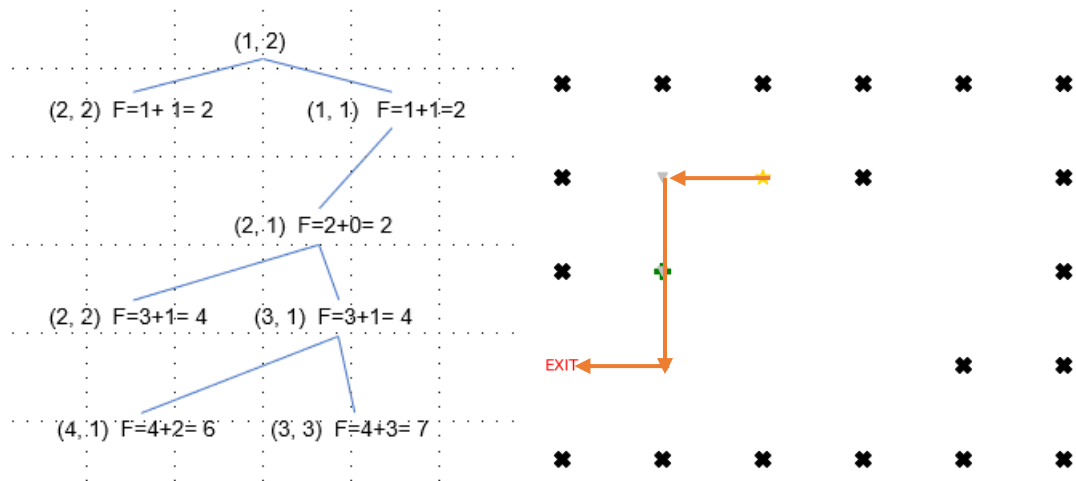 (1, 2)
(2, 2) F=1+ 1= 2
(1, 1) F=1+1=2
(2, 1) F=2+0= 2
(2, 2) F=3+1= 4
(3, 1) F=3+1= 4
EXIT
(4, 1) F=4+2= 6
(3, 3) F=4+3= 7